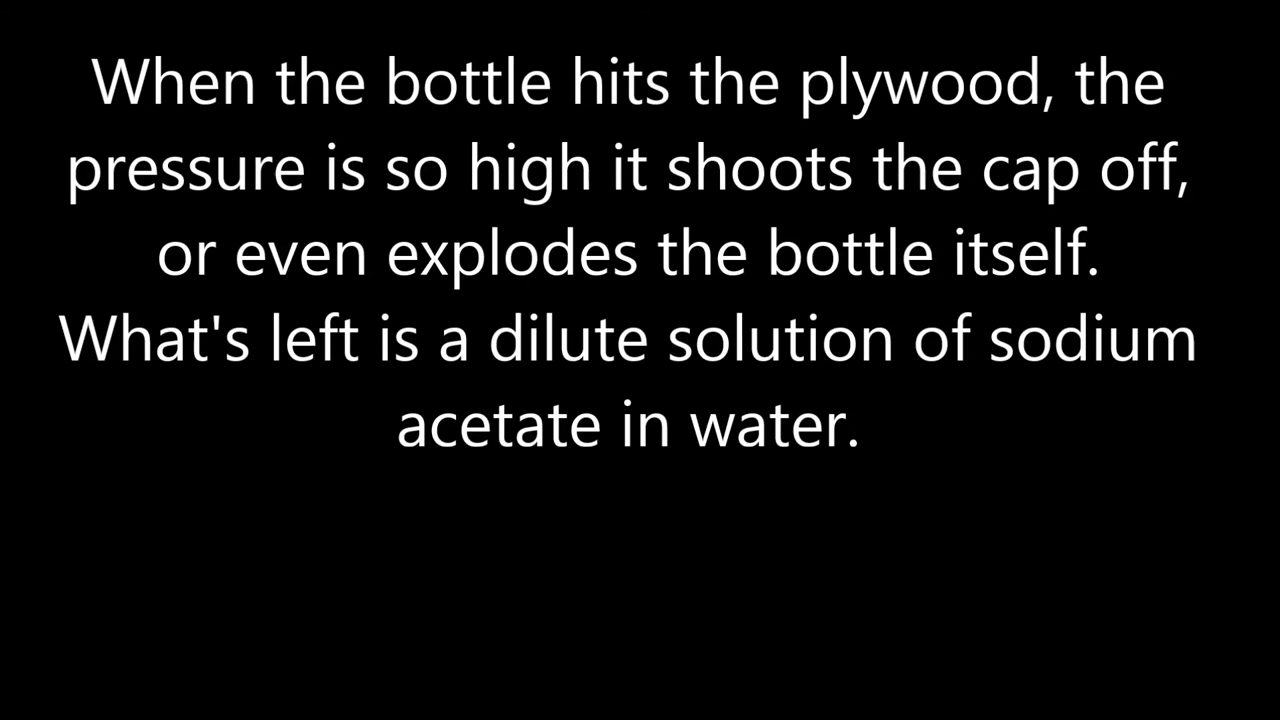 When the bottle hits the plywood, the
pressure is so high it shoots the cap off,
or even explodes the bottle itself.
What's left is a dilute solution of sodium
acetate in water.